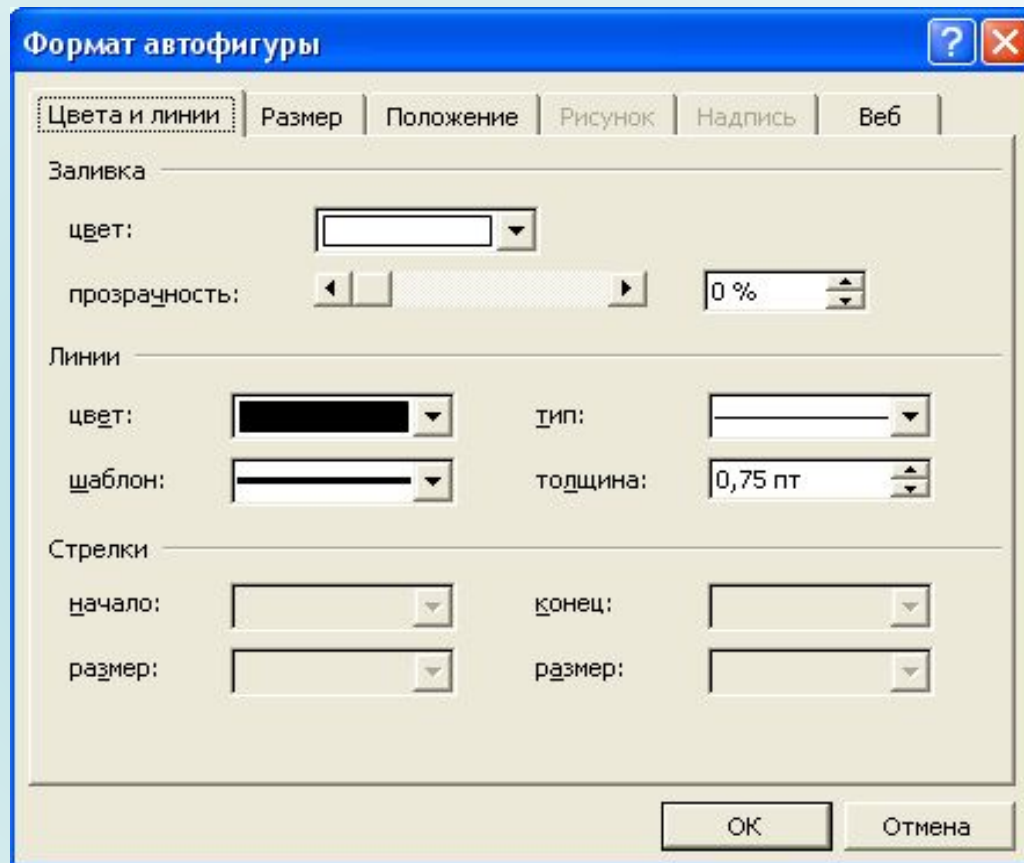 Формат автофигуры
Цвета и линии Размер Положение Рисунок Надпись Веб
Заливка
цвет:
прозрачность: 0 %
Линии
цвет: тип:
шаблон: толщина: 0,75 пт
Стрелки
начало: конец:
размер: размер:
ОК Отмена